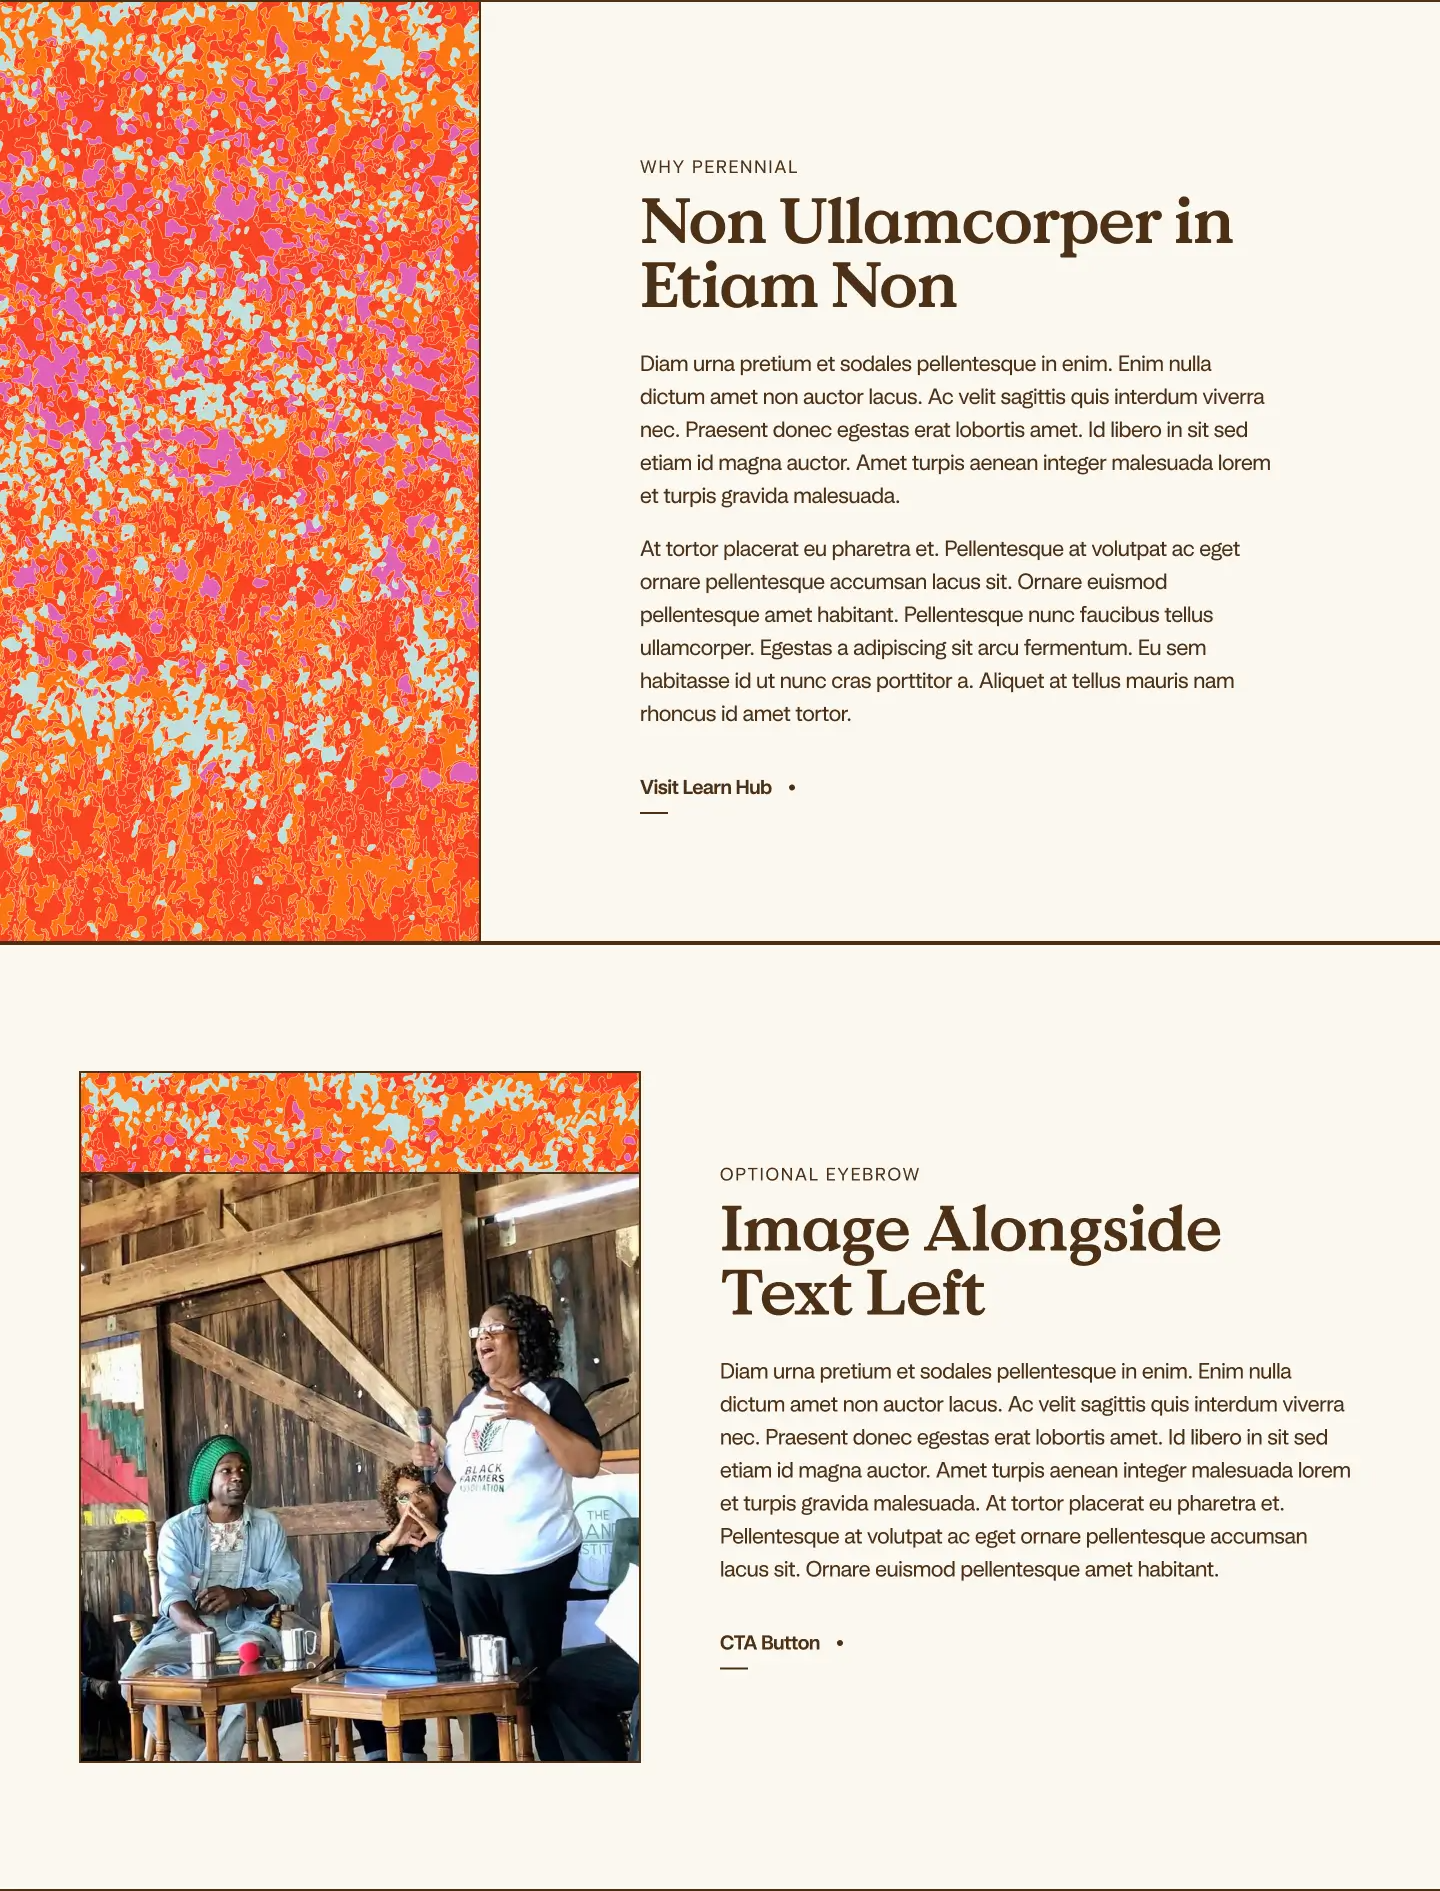 WHY PERENNIAL
Non Ullamcorper in
Etiam Non
Diam urna pretium et sodales pellentesque in enim. Enim nulla
dictum amet non auctor lacus. Ac velit sagittis quis interdum viverra
nec. Praesent donec egestas erat lobortis amet. Id libero in sit sed
etiam id magna auctor. Amet turpis aenean integer malesuada lorem
et turpis gravida malesuada.
At tortor placerat eu pharetra et. Pellentesque at volutpat ac eget
ornare pellentesque accumsan lacus sit. Ornare euismod
pellentesque amet habitant. Pellentesque nunc faucibus tellus
ullamcorper. Egestas a adipiscing sit arcu fermentum. Eu sem
habitasse id ut nunc cras porttitor a. Aliquet at tellus mauris nam
rhoncus id amet tortor.
Visit Learn Hub •
OPTIONAL EYEBROW
Image Alongside
Text Left
Diam urna pretium et sodales pellentesque in enim. Enim nulla
dictum amet non auctor lacus. Ac velit sagittis quis interdum viverra
nec. Praesent donec egestas erat lobortis amet. Id libero in sit sed
etiam id magna auctor. Amet turpis aenean integer malesuada lorem
et turpis gravida malesuada. At tortor placerat eu pharetra et.
Pellentesque at volutpat ac eget ornare pellentesque accumsan
lacus sit. Ornare euismod pellentesque amet habitant.
CTA Button •
BLACK
FARMERS
ASSOCIATION
THE